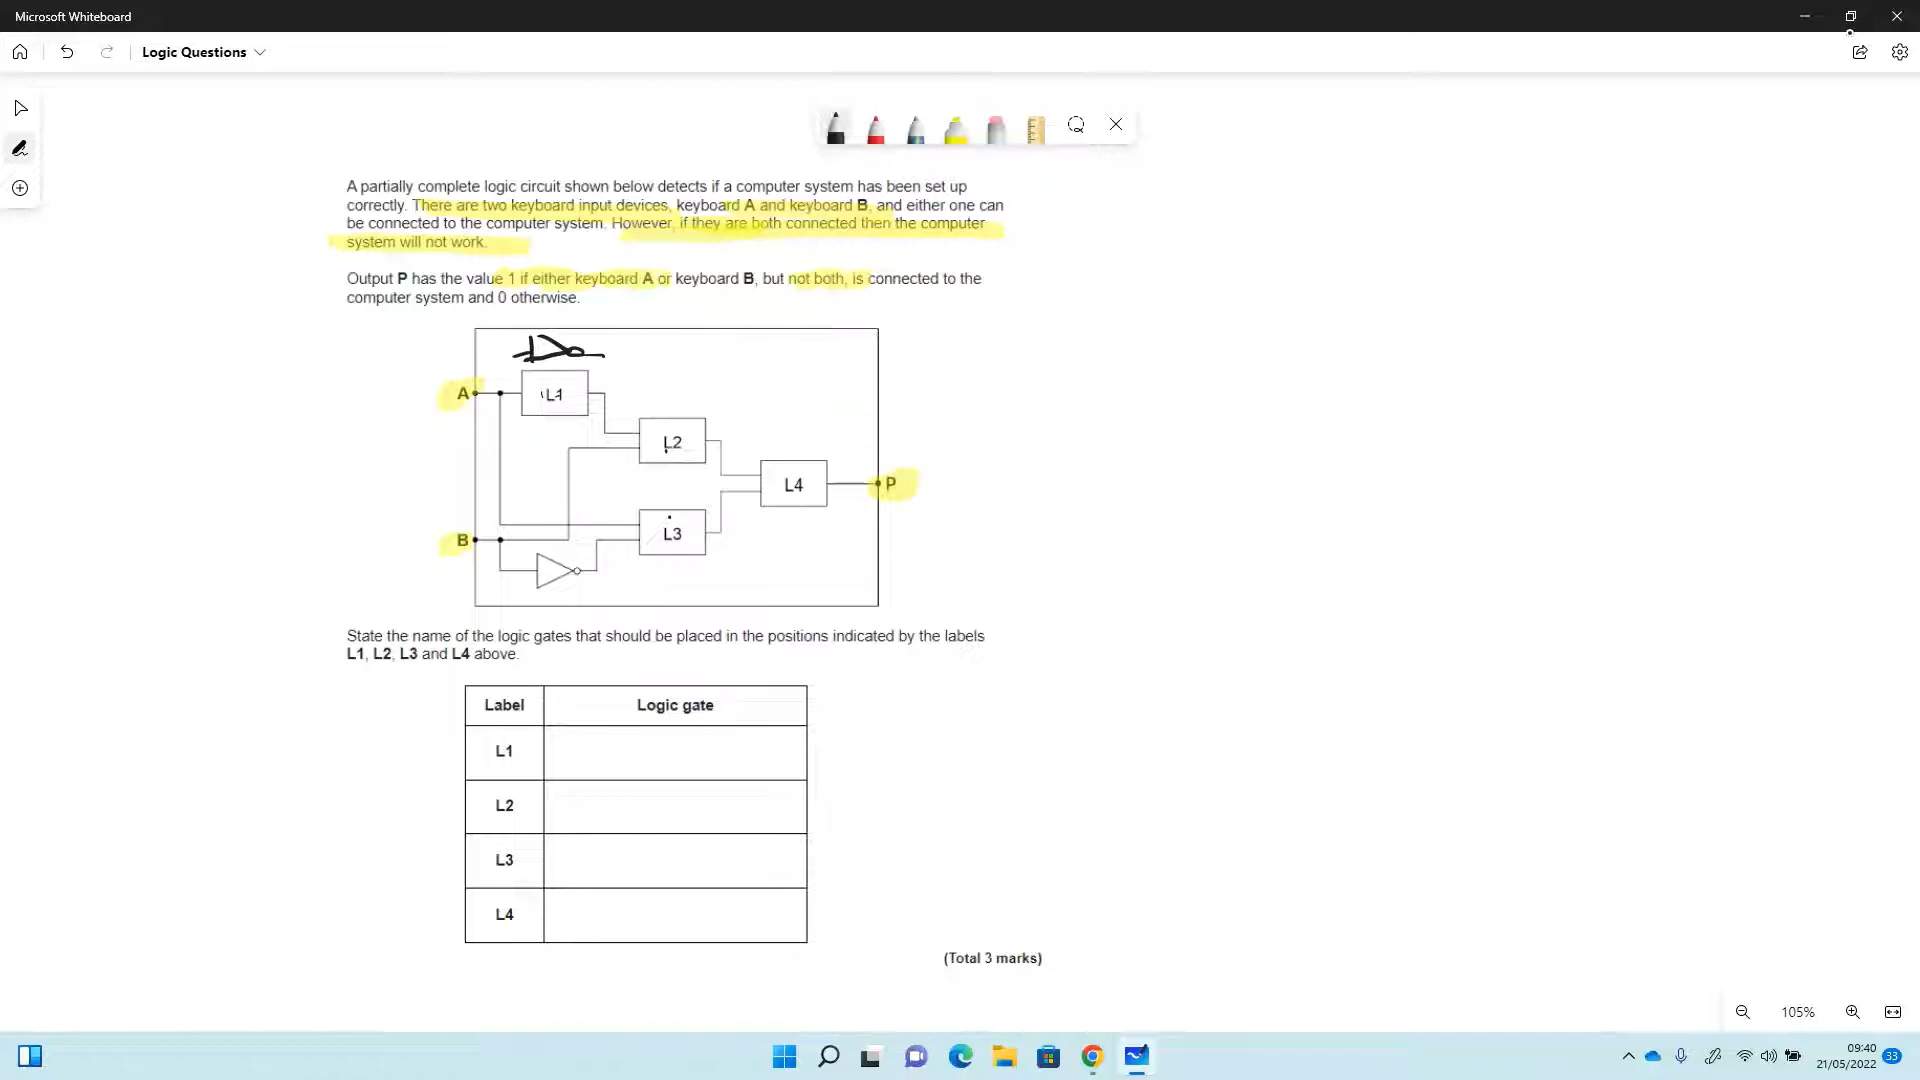 Microsoft Whiteboard
Logic Questions
A partially complete logic circuit shown below detects if a computer system has been set up
correctly. There are two keyboard input devices, keyboard A and keyboard B, and either one can
be connected to the computer system. However, if they are both connected then the computer
system will not work.
Output P has the value 1 if either keyboard A or keyboard B, but not both, is connected to the
computer system and 0 otherwise.
A
L1
L2
L4
P
L3
B
State the name of the logic gates that should be placed in the positions indicated by the labels
L1, L2, L3 and L4 above.
Label Logic gate
L1
L2
L3
L4
(Total 3 marks)
105%
09:40
21/05/2022
33